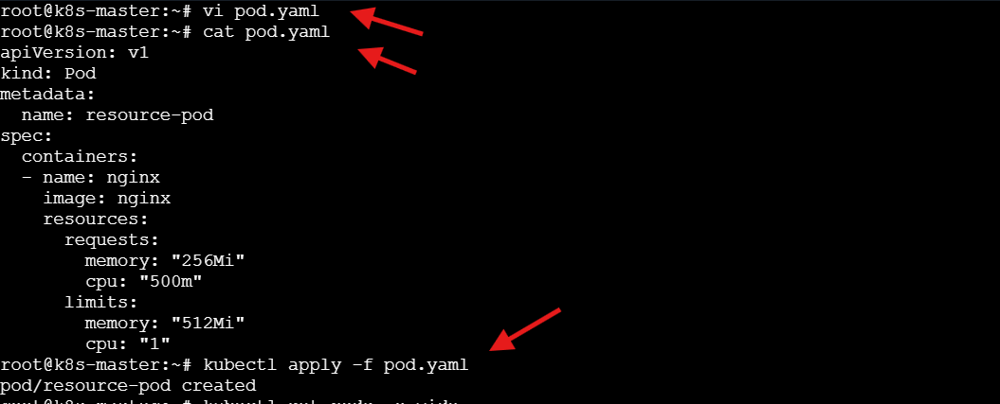 root@k8s-master:~# vi pod.yaml
root@k8s-master:~# cat pod.yaml
apiVersion: v1
kind: Pod
metadata:
  name: resource-pod
spec:
  containers:
  - name: nginx
    image: nginx
    resources:
      requests:
        memory: "256Mi"
        cpu: "500m"
      limits:
        memory: "512Mi"
        cpu: "1"
root@k8s-master:~# kubectl apply -f pod.yaml
pod/resource-pod created